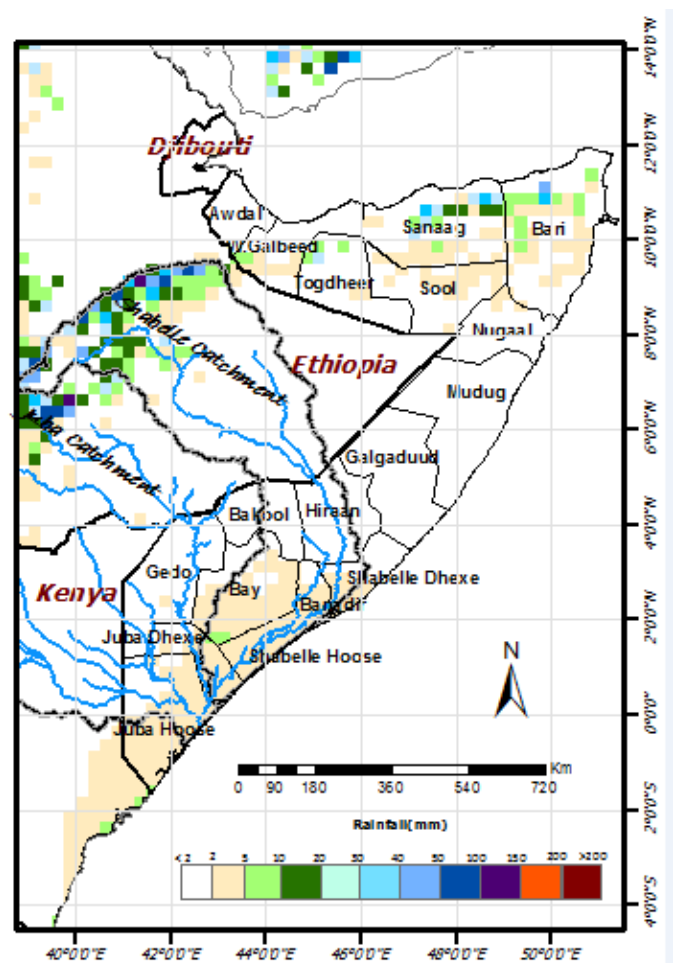 14°0'0"N
12°0'0"N
10°0'0"N
8°0'0"N
6°0'0"N
4°0'0"N
2°0'0"N
0°0'0"
2°0'0"S
4°0'0"S
Djibouti
Awdal
W.Galbeed
Togdheer
Sanaag
Bari
Sool
Nugaal
Shabelle Catchment
Ethiopia
Mudug
Juba Catchment
Galgaduud
Bakool
Hiraan
Gedo
Kenya
Bay
Shabelle Dhexe
Banadir
Juba Dhexe
Shabelle Hoose
Juba Hoose
N
Km
0 90 180 360 540 720
Rainfall(mm)
< 2 2 5 10 20 30 40 50 100 150 200 >200
40°0'0"E 42°0'0"E 44°0'0"E 46°0'0"E 48°0'0"E 50°0'0"E